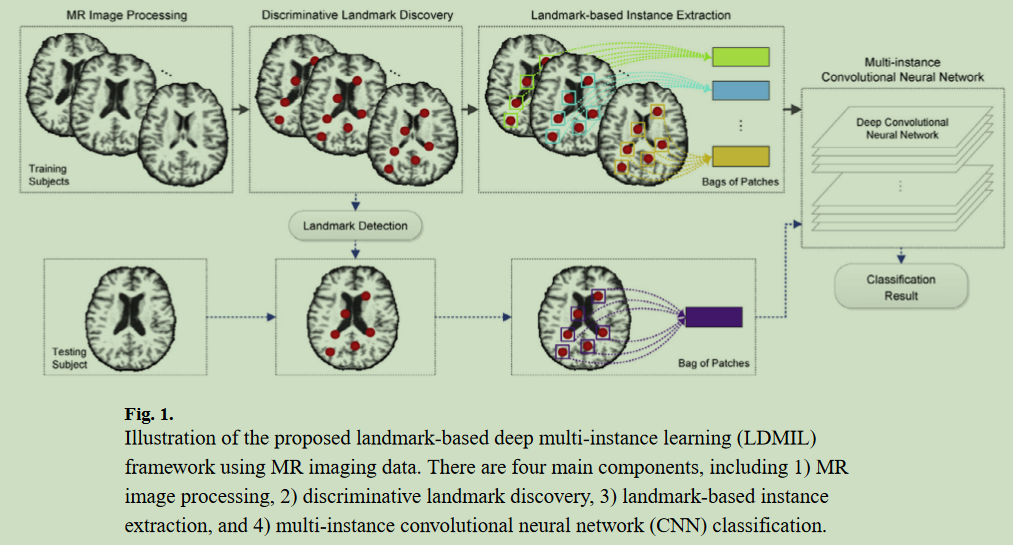 MR Image Processing
Discriminative Landmark Discovery
Landmark-based Instance Extraction
Multi-instance
Convolutional Neural Network
Training
Subjects
Bags of Patches
Deep Convolutional
Neural Network
Landmark Detection
Classification
Result
Testing
Subject
Bag of Patches
Fig. 1.
Illustration of the proposed landmark-based deep multi-instance learning (LDMIL)
framework using MR imaging data. There are four main components, including 1) MR
image processing, 2) discriminative landmark discovery, 3) landmark-based instance
extraction, and 4) multi-instance convolutional neural network (CNN) classification.